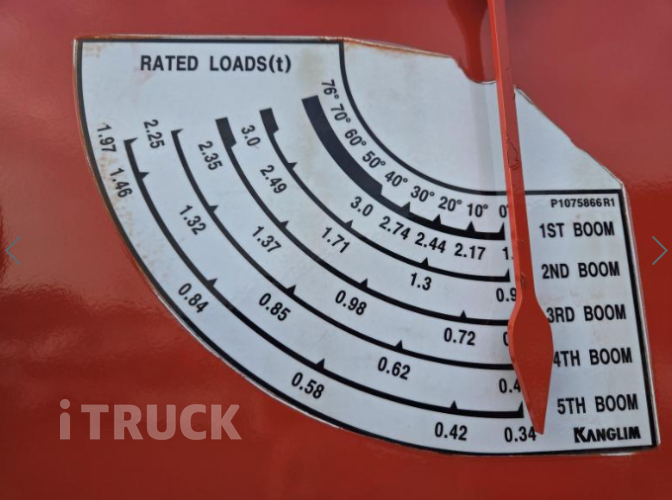 RATED LOADS(t)
76° 70° 60° 50° 40° 30° 20° 10° 0°
P1075866R1
3.0 2.74 2.44 2.17
1ST BOOM
3.0 2.49 1.71 1.3
2ND BOOM
2.35 1.37 0.98 0.72
3RD BOOM
2.25 1.32 0.85 0.62
4TH BOOM
1.97 1.46 0.84 0.58 0.42 0.34
5TH BOOM
KANGLIM
iTRUCK